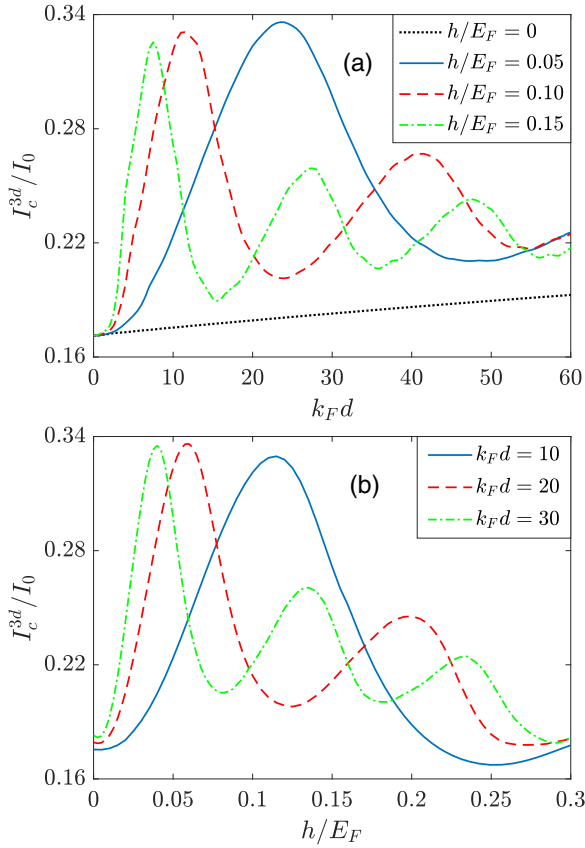 0.34
0.28
0.22
0.16
I_c^{3d}/I_0
(a)
h/E_F = 0
h/E_F = 0.05
h/E_F = 0.10
h/E_F = 0.15
0 10 20 30 40 50 60
k_F d
0.34
0.28
0.22
0.16
I_c^{3d}/I_0
(b)
k_F d = 10
k_F d = 20
k_F d = 30
0 0.05 0.1 0.15 0.2 0.25 0.3
h/E_F